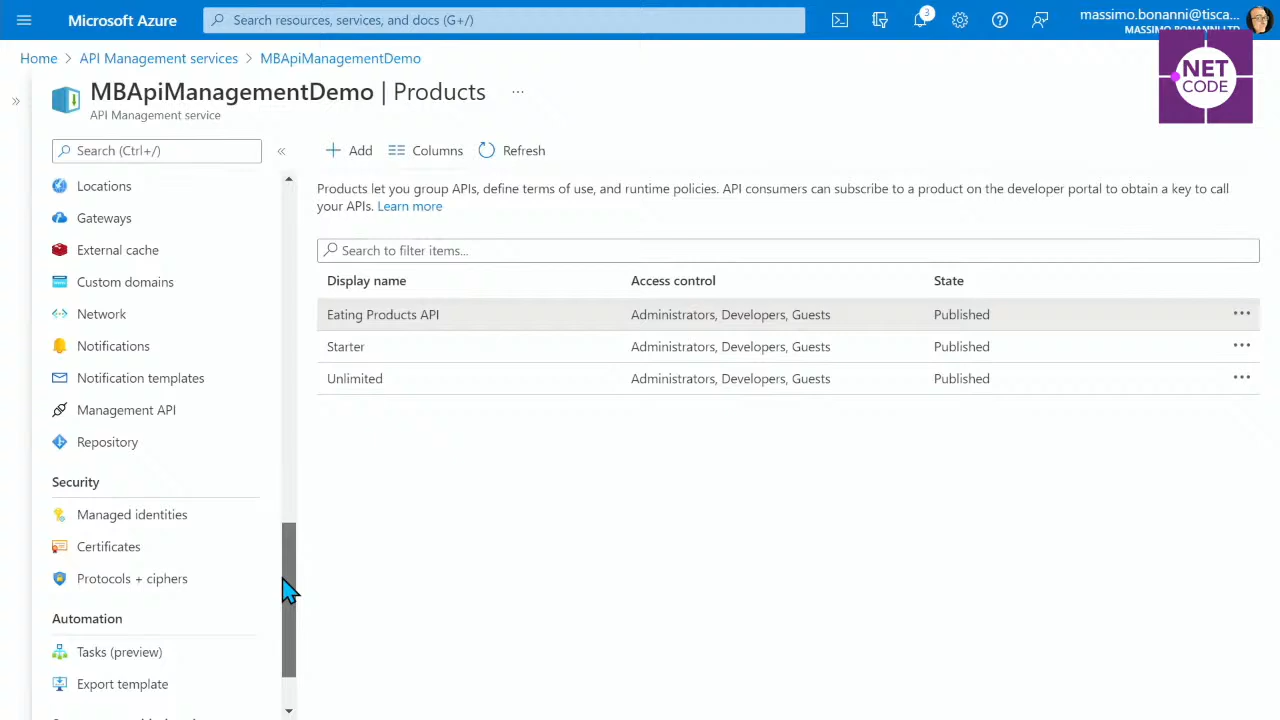 Microsoft Azure
Search resources, services, and docs (G+/)
3
massimo.bonanni@tisca...
MASSIMO BONANNI LTD
NET
CODE
Home > API Management services > MBApiManagementDemo
MBApiManagementDemo | Products
API Management service
Search (Ctrl+/)
Locations
Gateways
External cache
Custom domains
Network
Notifications
Notification templates
Management API
Repository
Security
Managed identities
Certificates
Protocols + ciphers
Automation
Tasks (preview)
Export template
Add
Columns
Refresh
Products let you group APIs, define terms of use, and runtime policies. API consumers can subscribe to a product on the developer portal to obtain a key to call
your APIs. Learn more
Search to filter items...
Display name Access control State
Eating Products API Administrators, Developers, Guests Published
Starter Administrators, Developers, Guests Published
Unlimited Administrators, Developers, Guests Published